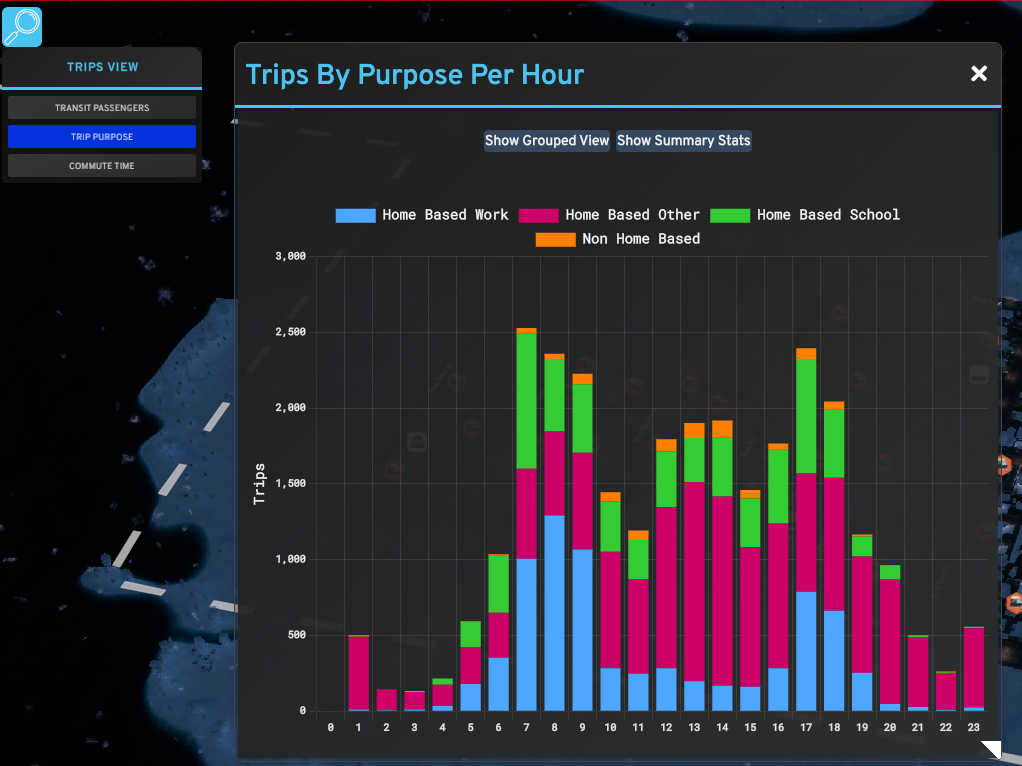 TRIPS VIEW
TRANSIT PASSENGERS
TRIP PURPOSE
COMMUTE TIME
Trips By Purpose Per Hour
Show Grouped View Show Summary Stats
Home Based Work Home Based Other Home Based School
Non Home Based
3,000
2,500
2,000
1,500
1,000
500
0
Trips
0 1 2 3 4 5 6 7 8 9 10 11 12 13 14 15 16 17 18 19 20 21 22 23